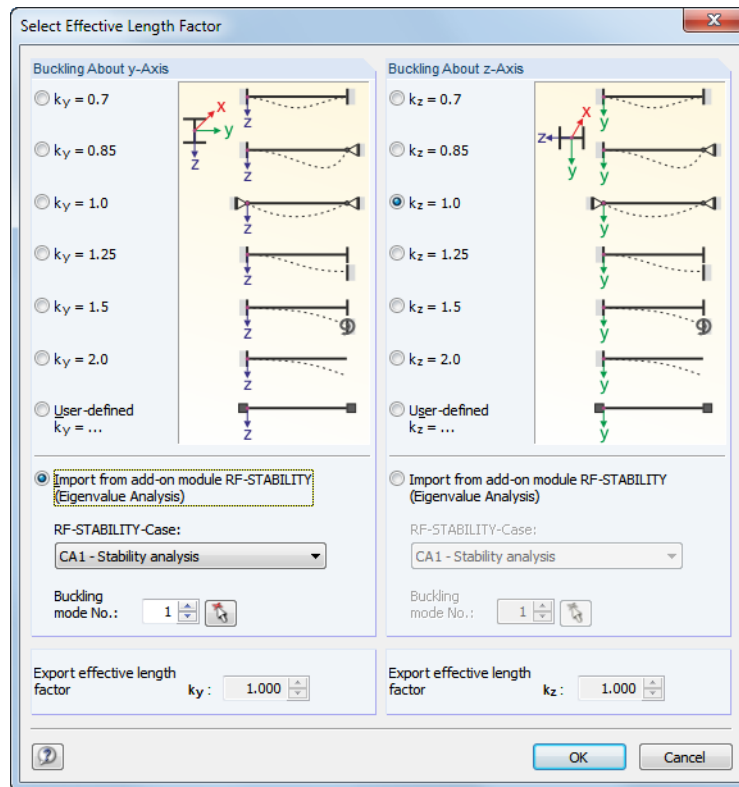 Select Effective Length Factor
Buckling About y-Axis
ky = 0.7
ky = 0.85
ky = 1.0
ky = 1.25
ky = 1.5
ky = 2.0
User-defined
ky = ...
x
y
z
z
z
z
z
z
z
z
Import from add-on module RF-STABILITY
(Eigenvalue Analysis)
RF-STABILITY-Case:
CA1 - Stability analysis
Buckling
mode No.: 1
Export effective length
factor ky : 1.000
Buckling About z-Axis
kz = 0.7
kz = 0.85
kz = 1.0
kz = 1.25
kz = 1.5
kz = 2.0
User-defined
kz = ...
x
z
y
y
y
y
y
y
y
y
Import from add-on module RF-STABILITY
(Eigenvalue Analysis)
RF-STABILITY-Case:
CA1 - Stability analysis
Buckling
mode No.: 1
Export effective length
factor kz : 1.000
?
OK
Cancel